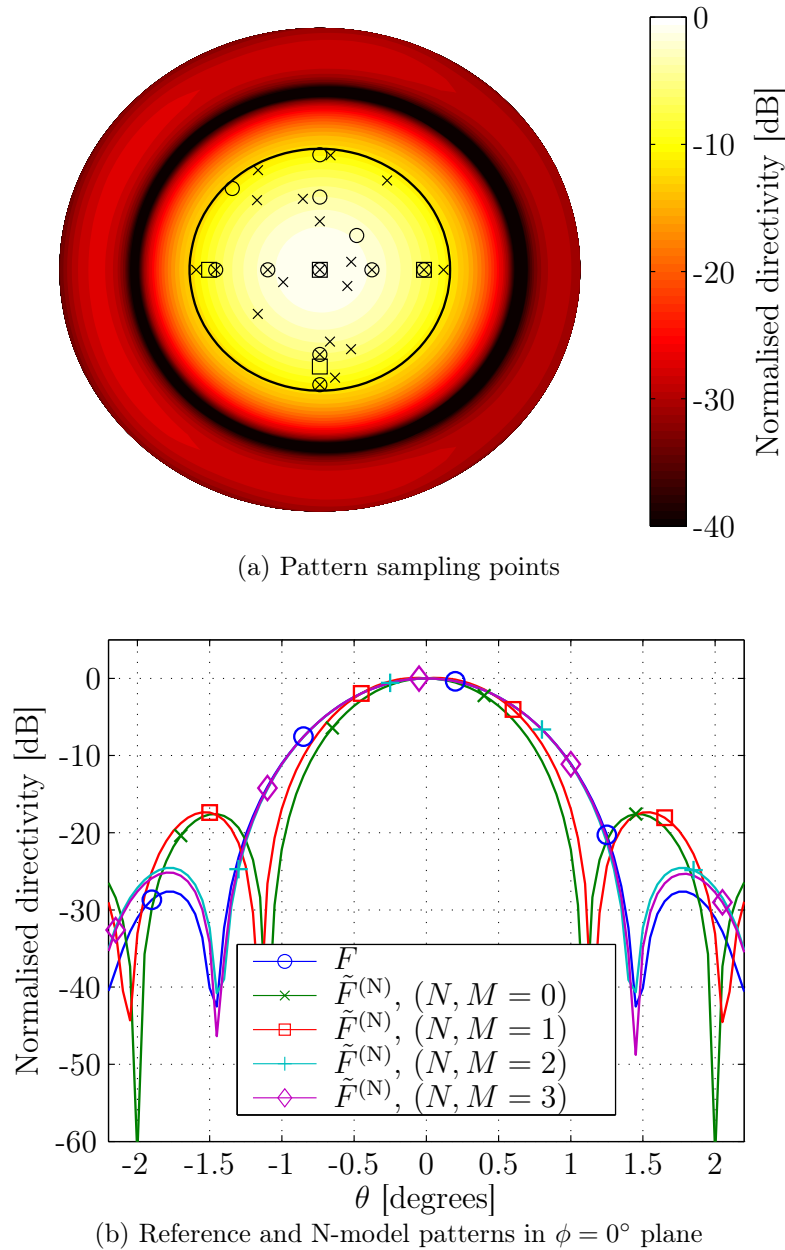 0
-10
-20
-30
-40
Normalised directivity [dB]
(a) Pattern sampling points
0
-10
-20
-30
-40
-50
-60
Normalised directivity [dB]
F
F̃⁽ᴺ⁾, (N, M = 0)
F̃⁽ᴺ⁾, (N, M = 1)
F̃⁽ᴺ⁾, (N, M = 2)
F̃⁽ᴺ⁾, (N, M = 3)
-2 -1.5 -1 -0.5 0 0.5 1 1.5 2
θ [degrees]
(b) Reference and N-model patterns in ϕ = 0° plane